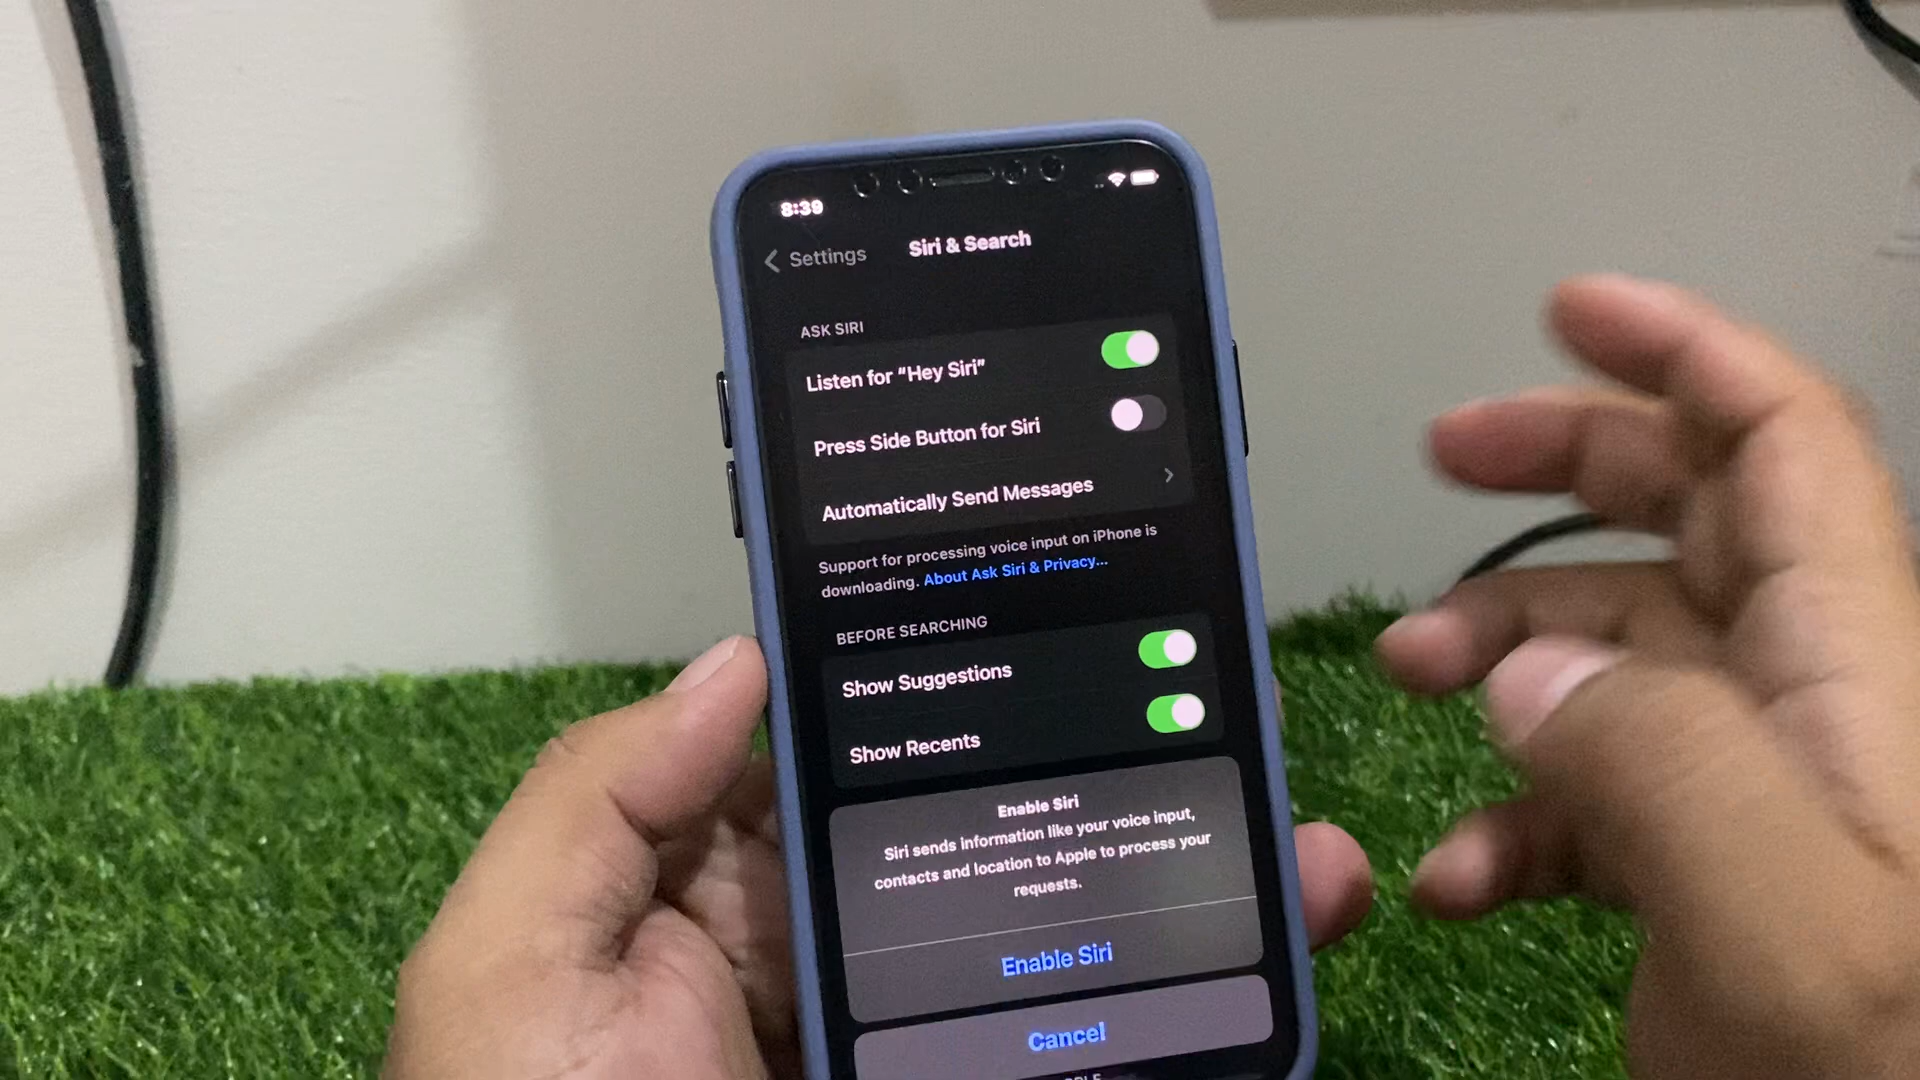 8:39
Settings
Siri & Search
ASK SIRI
Listen for “Hey Siri”
Press Side Button for Siri
Automatically Send Messages
Support for processing voice input on iPhone is
downloading. About Ask Siri & Privacy...
BEFORE SEARCHING
Show Suggestions
Show Recents
Enable Siri
Siri sends information like your voice input,
contacts and location to Apple to process your
requests.
Enable Siri
Cancel